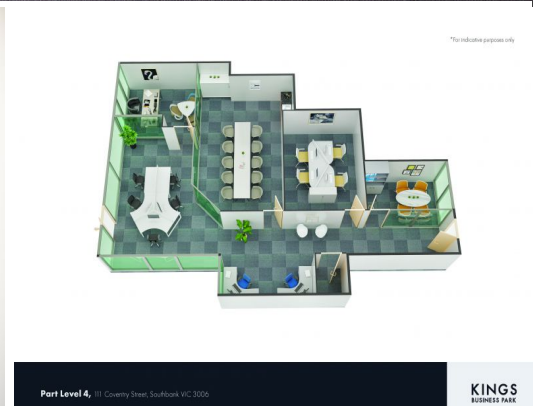 *For indicative purposes only
Part Level 4, 111 Coventry Street, Southbank VIC 3006
KINGS
BUSINESS PARK